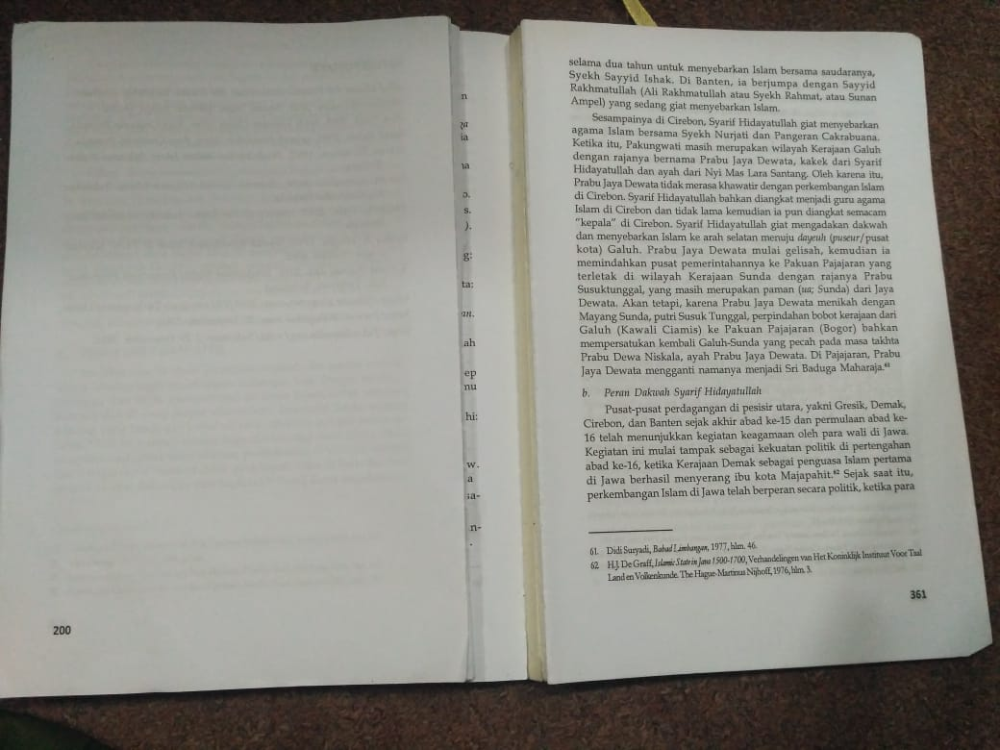 200
n
ya
ia
na
o.
s.
).
g:
ta:
an.
ah
ep
nu
hi:
w.
a
sa-
n-
.
selama dua tahun untuk menyebarkan Islam bersama saudaranya,
Syekh Sayyid Ishak. Di Banten, ia berjumpa dengan Sayyid
Rakhmatullah (Ali Rakhmatullah atau Syekh Rahmat, atau Sunan
Ampel) yang sedang giat menyebarkan Islam.
Sesampainya di Cirebon, Syarif Hidayatullah giat menyebarkan
agama Islam bersama Syekh Nurjati dan Pangeran Cakrabuana.
Ketika itu, Pakungwati masih merupakan wilayah Kerajaan Galuh
dengan rajanya bernama Prabu Jaya Dewata, kakek dari Syarif
Hidayatullah dan ayah dari Nyi Mas Lara Santang. Oleh karena itu,
Prabu Jaya Dewata tidak merasa khawatir dengan perkembangan Islam
di Cirebon. Syarif Hidayatullah bahkan diangkat menjadi guru agama
Islam di Cirebon dan tidak lama kemudian ia pun diangkat semacam
"kepala" di Cirebon. Syarif Hidayatullah giat mengadakan dakwah
dan menyebarkan Islam ke arah selatan menuju dayeuh (puseur/pusat
kota) Galuh. Prabu Jaya Dewata mulai gelisah, kemudian ia
memindahkan pusat pemerintahannya ke Pakuan Pajajaran yang
terletak di wilayah Kerajaan Sunda dengan rajanya Prabu
Susuktunggal, yang masih merupakan paman (ua; Sunda) dari Jaya
Dewata. Akan tetapi, karena Prabu Jaya Dewata menikah dengan
Mayang Sunda, putri Susuk Tunggal, perpindahan bobot kerajaan dari
Galuh (Kawali Ciamis) ke Pakuan Pajajaran (Bogor) bahkan
mempersatukan kembali Galuh-Sunda yang pecah pada masa takhta
Prabu Dewa Niskala, ayah Prabu Jaya Dewata. Di Pajajaran, Prabu
Jaya Dewata mengganti namanya menjadi Sri Baduga Maharaja.⁶¹
b. Peran Dakwah Syarif Hidayatullah
Pusat-pusat perdagangan di pesisir utara, yakni Gresik, Demak,
Cirebon, dan Banten sejak akhir abad ke-15 dan permulaan abad ke-
16 telah menunjukkan kegiatan keagamaan oleh para wali di Jawa.
Kegiatan ini mulai tampak sebagai kekuatan politik di pertengahan
abad ke-16, ketika Kerajaan Demak sebagai penguasa Islam pertama
di Jawa berhasil menyerang ibu kota Majapahit.⁶² Sejak saat itu,
perkembangan Islam di Jawa telah berperan secara politik, ketika para
61. Didi Suryadi, Babad Limbangan, 1977, hlm. 46.
62 H.J. De Graff, Islamic State in Java 1500-1700, Verhandelingen van Het Koninklijk Instituut Voor Taal
Land en Volkenkunde. The Hague-Martinus Nijhoff, 1976, hlm. 3.
361